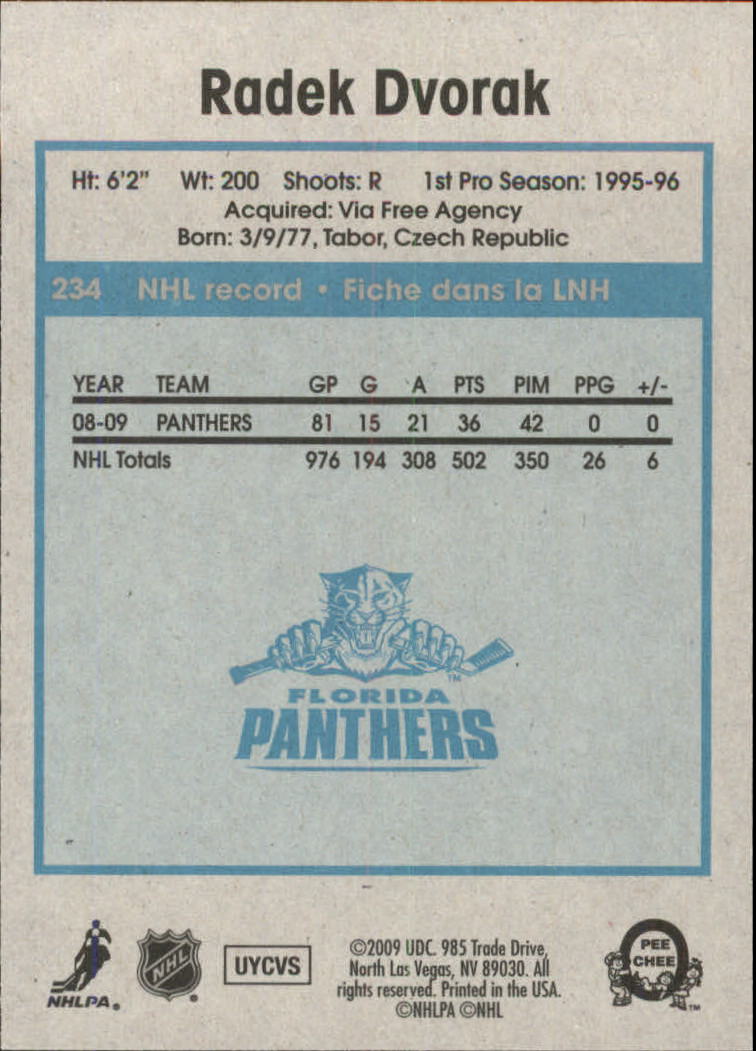 Radek Dvorak
Ht: 6'2" Wt: 200 Shoots: R 1st Pro Season: 1995-96
Acquired: Via Free Agency
Born: 3/9/77, Tabor, Czech Republic
234 NHL record • Fiche dans la LNH
YEAR TEAM GP G A PTS PIM PPG +/-
08-09 PANTHERS 81 15 21 36 42 0 0
NHL Totals 976 194 308 502 350 26 6
TM
FLORIDA
PANTHERS
NHLPA®
NHL®
UYCVS
©2009 UDC. 985 Trade Drive,
North Las Vegas, NV 89030. All
rights reserved. Printed in the USA.
©NHLPA ©NHL
O
PEE
CHEE
TM